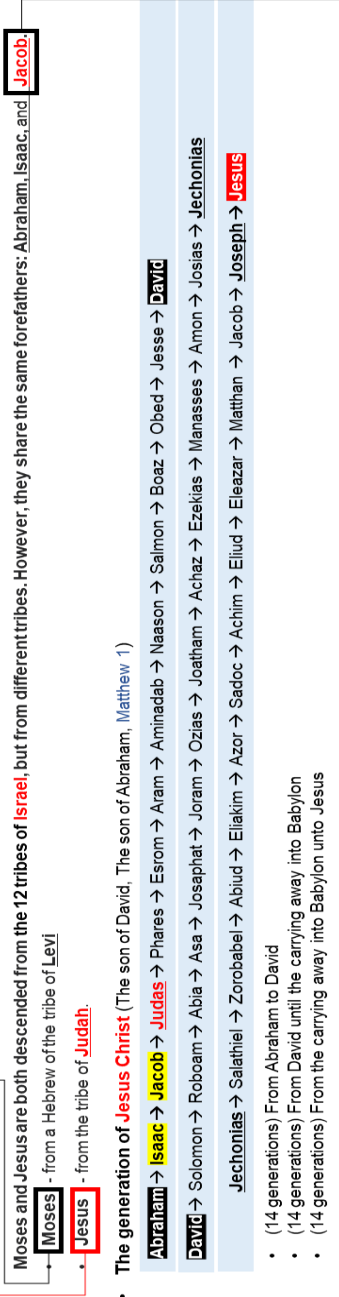 Moses and Jesus are both descended from the 12 tribes of Israel, but from different tribes. However, they share the same forefathers: Abraham, Isaac, and Jacob.
• Moses - from a Hebrew of the tribe of Levi
• Jesus - from the tribe of Judah.
• The generation of Jesus Christ (The son of David, The son of Abraham, Matthew 1)
Abraham → Isaac → Jacob → Judas → Phares → Esrom → Aram → Aminadab → Naason → Salmon → Boaz → Obed → Jesse → David
David → Solomon → Roboam → Abia → Asa → Josaphat → Joram → Ozias → Joatham → Achaz → Ezekias → Manasses → Amon → Josias → Jechonias
Jechonias → Salathiel → Zorobabel → Abiud → Eliakim → Azor → Sadoc → Achim → Eliud → Eleazar → Matthan → Jacob → Joseph → Jesus
• (14 generations) From Abraham to David
• (14 generations) From David until the carrying away into Babylon
• (14 generations) From the carrying away into Babylon unto Jesus